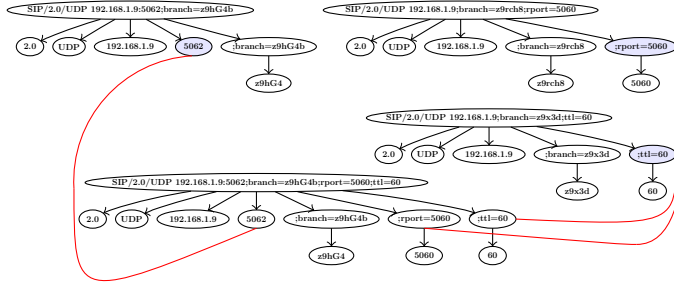 SIP/2.0/UDP 192.168.1.9:5062;branch=z9hG4b
2.0 UDP 192.168.1.9 5062 ;branch=z9hG4b
z9hG4
SIP/2.0/UDP 192.168.1.9;branch=z9rch8;rport=5060
2.0 UDP 192.168.1.9 ;branch=z9rch8 ;rport=5060
z9rch8 5060
SIP/2.0/UDP 192.168.1.9;branch=z9x3d;ttl=60
2.0 UDP 192.168.1.9 ;branch=z9x3d ;ttl=60
z9x3d 60
SIP/2.0/UDP 192.168.1.9:5062;branch=z9hG4b;rport=5060;ttl=60
2.0 UDP 192.168.1.9 5062 ;branch=z9hG4b ;rport=5060 ;ttl=60
z9hG4 5060 60